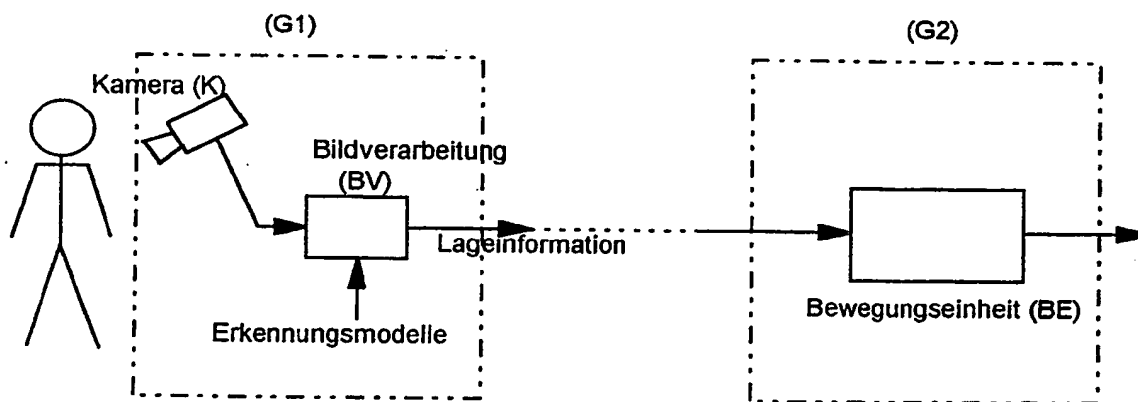 (G1)
(G2)
Kamera (K)
Bildverarbeitung
(BV)
Lageinformation
Erkennungsmodelle
Bewegungseinheit (BE)